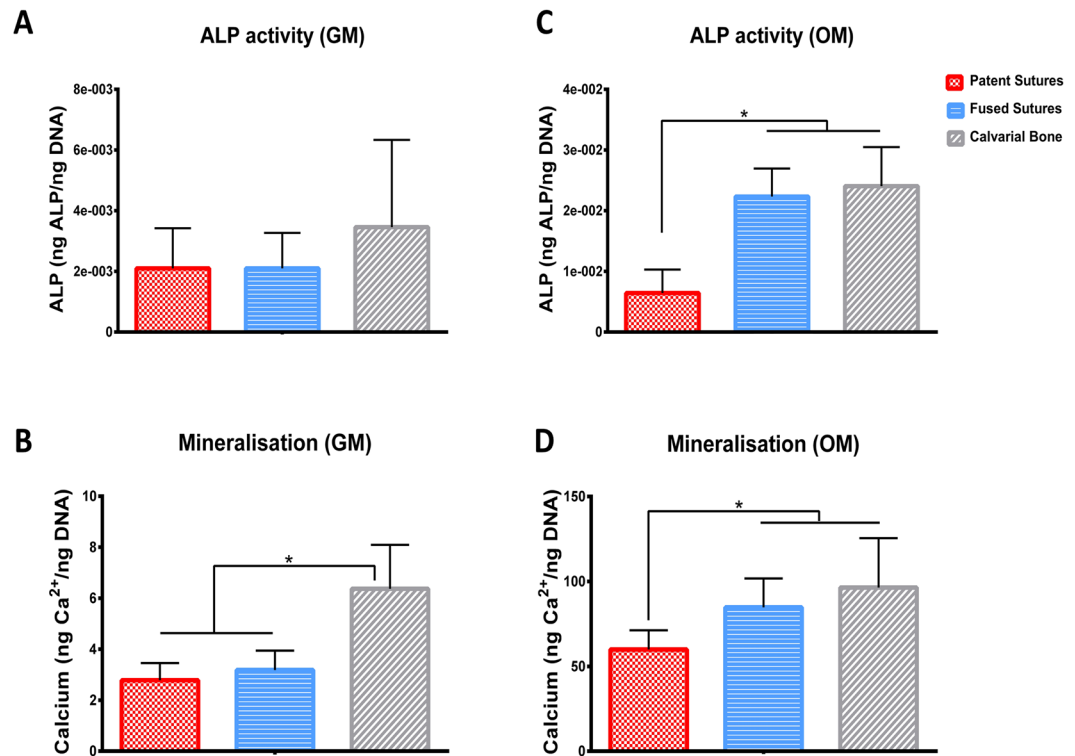 A
ALP activity (GM)
ALP (ng ALP/ng DNA)
8e-003
6e-003
4e-003
2e-003
0
C
ALP activity (OM)
ALP (ng ALP/ng DNA)
4e-002
3e-002
2e-002
1e-002
0
*
Patent Sutures
Fused Sutures
Calvarial Bone
B
Mineralisation (GM)
Calcium (ng Ca²⁺/ng DNA)
10
8
6
4
2
0
*
D
Mineralisation (OM)
Calcium (ng Ca²⁺/ng DNA)
150
100
50
0
*